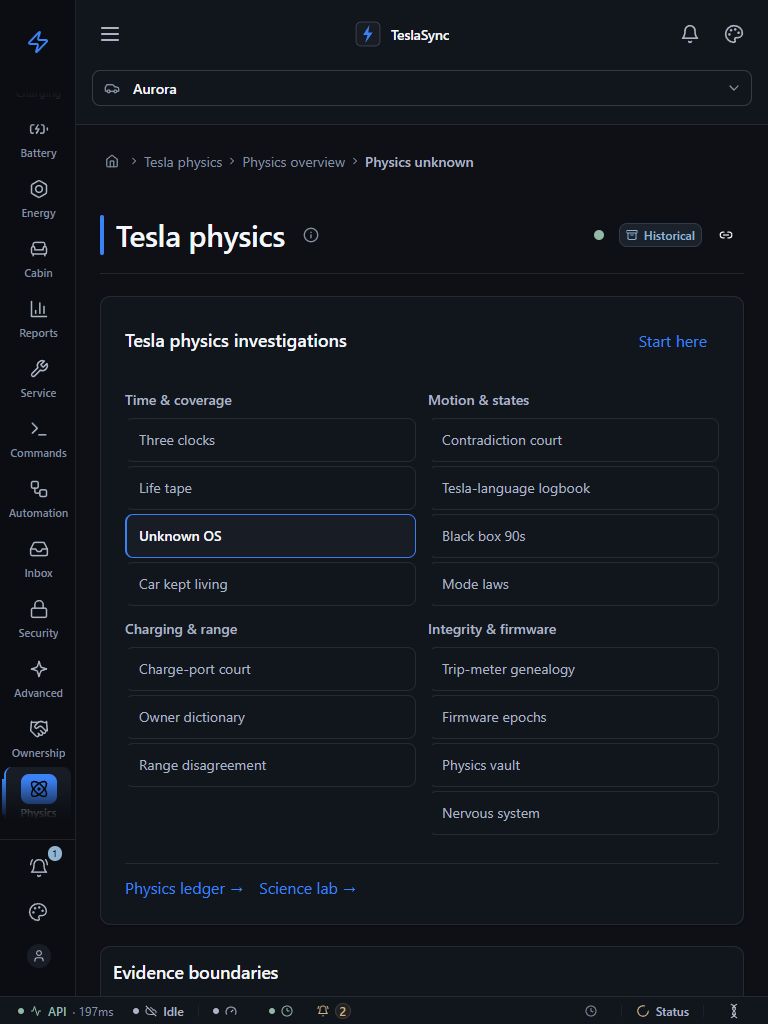 TeslaSync
Aurora
Charging
Battery
Energy
Cabin
Reports
Service
Commands
Automation
Inbox
Security
Advanced
Ownership
Physics
1
Tesla physics › Physics overview › Physics unknown
Tesla physics
Historical
Tesla physics investigations
Start here
Time & coverage
Three clocks
Life tape
Unknown OS
Car kept living
Motion & states
Contradiction court
Tesla-language logbook
Black box 90s
Mode laws
Charging & range
Charge-port court
Owner dictionary
Range disagreement
Integrity & firmware
Trip-meter genealogy
Firmware epochs
Physics vault
Nervous system
Physics ledger → Science lab →
Evidence boundaries
API · 197ms Idle 2 Status